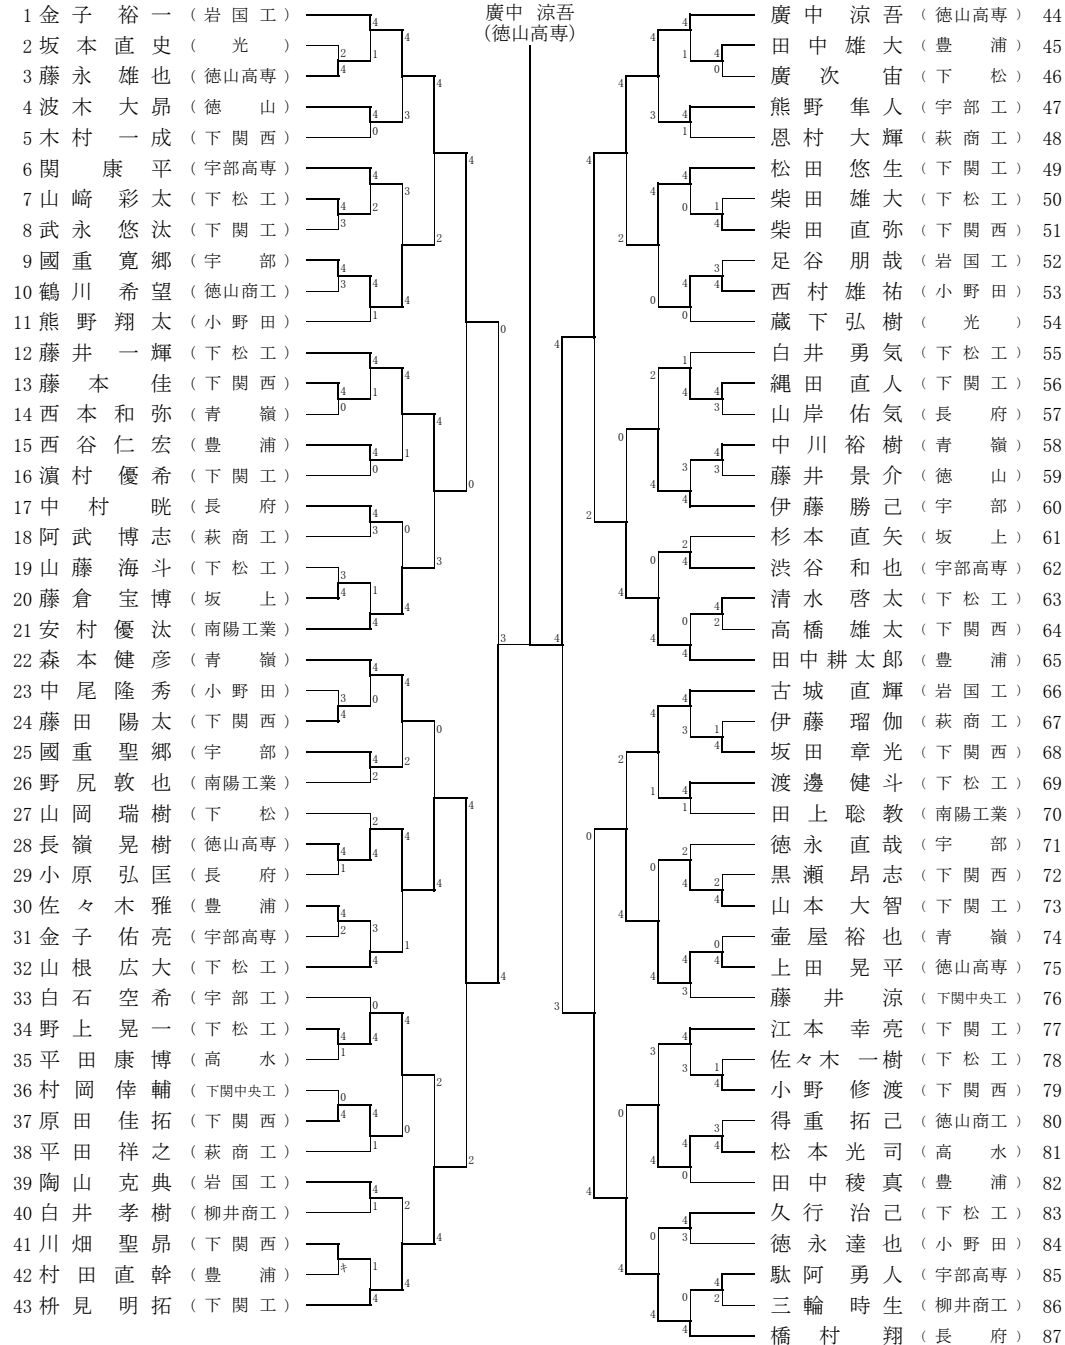 廣中 涼吾
(徳山高専)
1 金子 裕一 (岩国工)
2 坂本直史 (光)
3 藤永 雄也 (徳山高専)
4 波木 大昴 (徳山)
5 木村 一成 (下関西)
6 関 康平 (宇部高専)
7 山﨑 彩太 (下松工)
8 武永 悠汰 (下関工)
9 國重 寛郷 (宇部)
10 鶴川 希望 (徳山商工)
11 熊野翔太 (小野田)
12 藤井 一輝 (下松工)
13 藤本 佳 (下関西)
14 西本和弥 (青嶺)
15 西谷仁宏 (豊浦)
16 濵村 優希 (下関工)
17 中村 晄 (長府)
18 阿武 博志 (萩商工)
19 山藤 海斗 (下松工)
20 藤倉 宝博 (坂上)
21 安村優汰 (南陽工業)
22 森本健彦 (青嶺)
23 中尾隆秀 (小野田)
24 藤田 陽太 (下関西)
25 國重 聖郷 (宇部)
26 野尻敦也 (南陽工業)
27 山岡 瑞樹 (下松)
28 長嶺 晃樹 (徳山高専)
29 小原 弘匡 (長府)
30 佐々木雅 (豊浦)
31 金子 佑亮 (宇部高専)
32 山根 広大 (下松工)
33 白石 空希 (宇部工)
34 野上 晃一 (下松工)
35 平田康博 (高水)
36 村岡 倖輔 (下関中央工)
37 原田 佳拓 (下関西)
38 平田 祥之 (萩商工)
39 陶山 克典 (岩国工)
40 白井 孝樹 (柳井商工)
41 川畑 聖昴 (下関西)
42 村田直幹 (豊浦)
43 枡見 明拓 (下関工)
廣中 涼吾 (徳山高専) 44
田中雄大 (豊浦) 45
廣次 宙 (下松) 46
熊野 隼人 (宇部工) 47
恩村 大輝 (萩商工) 48
松田 悠生 (下関工) 49
柴田 雄大 (下松工) 50
柴田 直弥 (下関西) 51
足谷 朋哉 (岩国工) 52
西村雄祐 (小野田) 53
蔵下弘樹 (光) 54
白井 勇気 (下松工) 55
縄田 直人 (下関工) 56
山岸佑気 (長府) 57
中川裕樹 (青嶺) 58
藤井景介 (徳山) 59
伊藤勝己 (宇部) 60
杉本 直矢 (坂上) 61
渋谷 和也 (宇部高専) 62
清水 啓太 (下松工) 63
高橋 雄太 (下関西) 64
田中耕太郎 (豊浦) 65
古城 直輝 (岩国工) 66
伊藤 瑠伽 (萩商工) 67
坂田 章光 (下関西) 68
渡邊 健斗 (下松工) 69
田上 聡教 (南陽工業) 70
徳永 直哉 (宇部) 71
黒瀬 昂志 (下関西) 72
山本 大智 (下関工) 73
壷屋裕也 (青嶺) 74
上田 晃平 (徳山高専) 75
藤井 涼 (下関中央工) 76
江本 幸亮 (下関工) 77
佐々木 一樹 (下松工) 78
小野 修渡 (下関西) 79
得重 拓己 (徳山商工) 80
松本光司 (高水) 81
田中稜真 (豊浦) 82
久行 治己 (下松工) 83
徳永達也 (小野田) 84
駄阿 勇人 (宇部高専) 85
三輪 時生 (柳井商工) 86
橋村 翔 (長府) 87